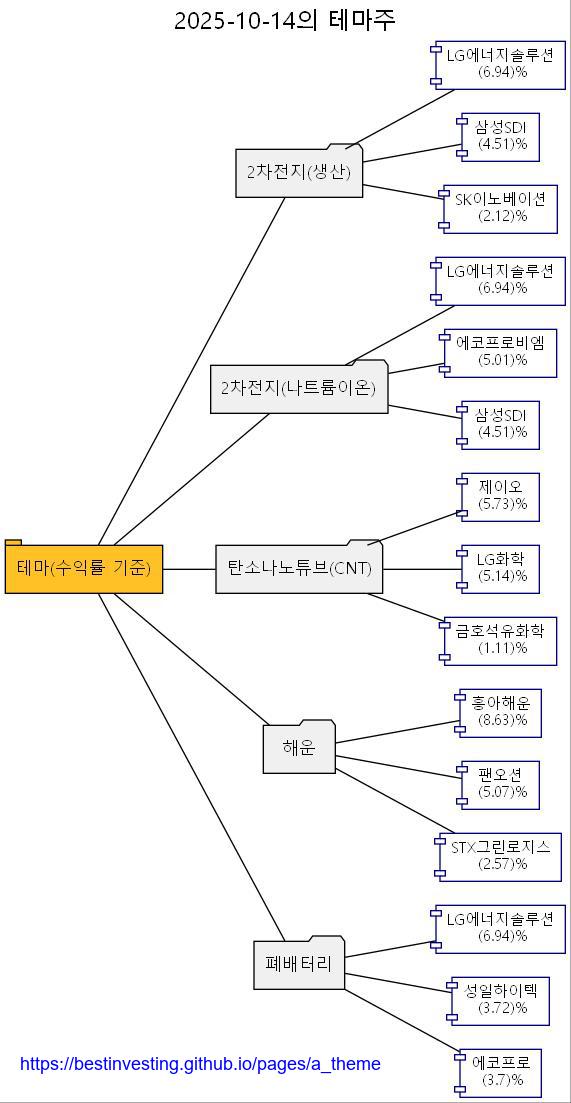 2025-10-14의 테마주
LG에너지솔루션
(6.94)%
삼성SDI
(4.51)%
2차전지(생산)
SK이노베이션
(2.12)%
LG에너지솔루션
(6.94)%
에코프로비엠
(5.01)%
2차전지(나트륨이온)
삼성SDI
(4.51)%
제이오
(5.73)%
테마(수익률 기준)
탄소나노튜브(CNT)
LG화학
(5.14)%
금호석유화학
(1.11)%
흥아해운
(8.63)%
해운
팬오션
(5.07)%
STX그린로지스
(2.57)%
LG에너지솔루션
(6.94)%
폐배터리
성일하이텍
(3.72)%
에코프로
(3.7)%
https://bestinvesting.github.io/pages/a_theme